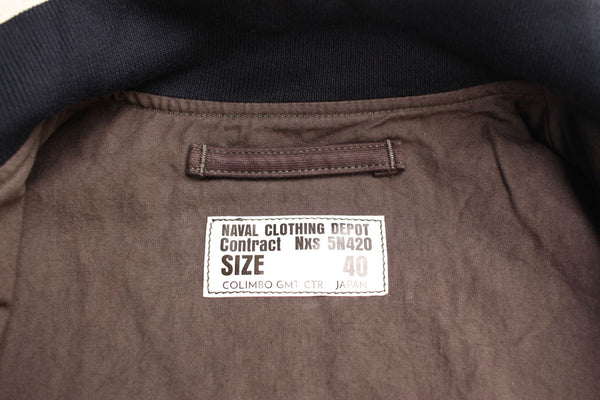 NAVAL CLOTHING DEPOT
Contract Nxs 5N420
SIZE 40
COLIMBO GMT. CTR. JAPAN